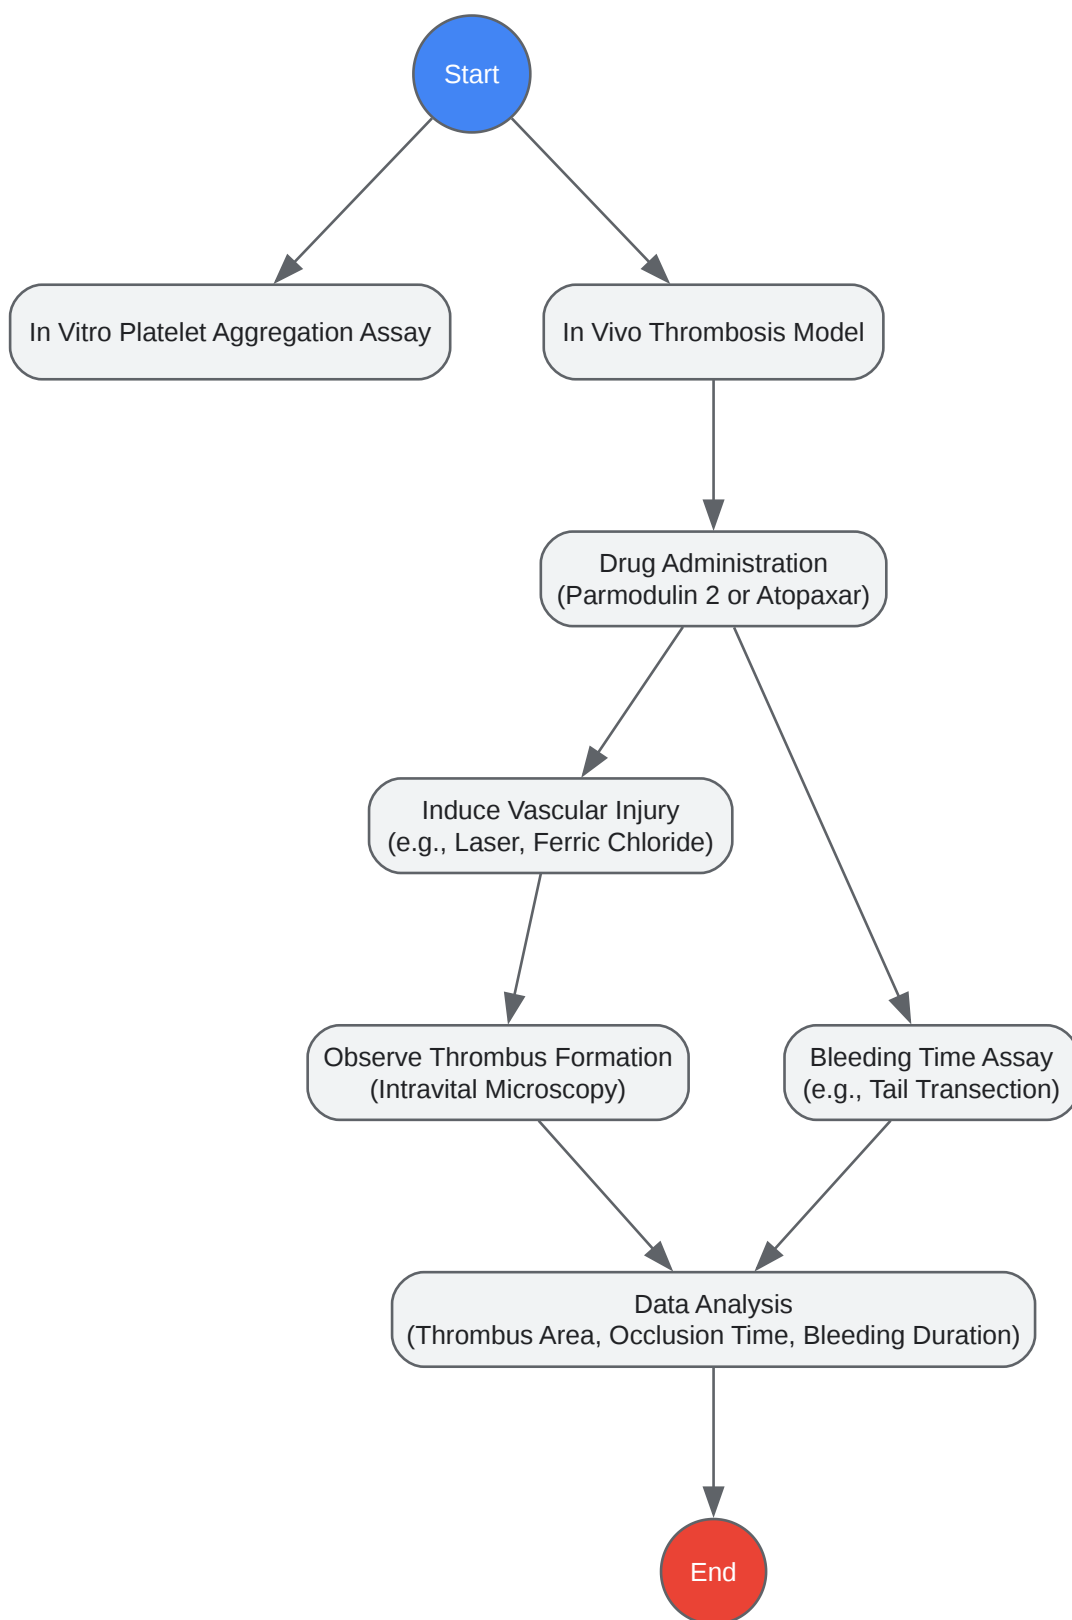 Start
In Vitro Platelet Aggregation Assay
In Vivo Thrombosis Model
Drug Administration
(Parmodulin 2 or Atopaxar)
Induce Vascular Injury
(e.g., Laser, Ferric Chloride)
Observe Thrombus Formation
(Intravital Microscopy)
Bleeding Time Assay
(e.g., Tail Transection)
Data Analysis
(Thrombus Area, Occlusion Time, Bleeding Duration)
End